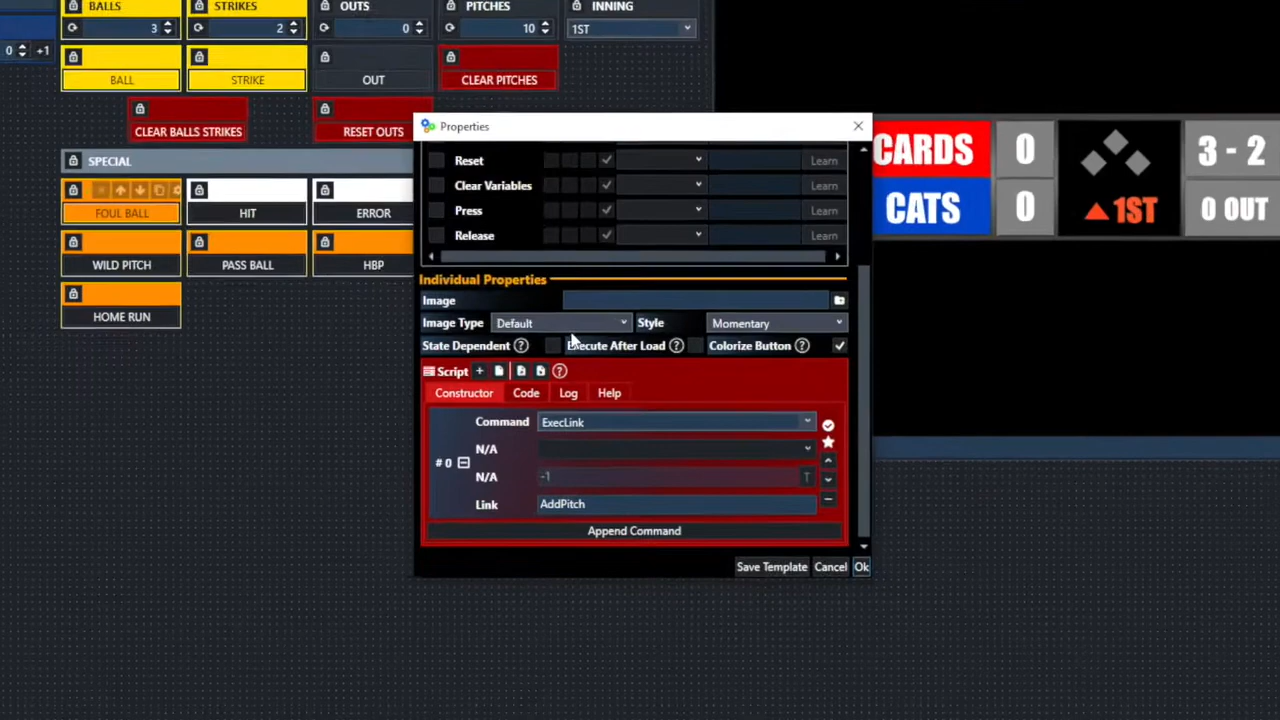 BALLS STRIKES OUTS PITCHES INNING
3 2 0 10 1ST
0 +1
BALL STRIKE OUT CLEAR PITCHES
CLEAR BALLS STRIKES RESET OUTS
SPECIAL
FOUL BALL HIT ERROR
WILD PITCH PASS BALL HBP
HOME RUN
Properties
Reset Learn
Clear Variables Learn
Press Learn
Release Learn
Individual Properties
Image
Image Type Default Style Momentary
State Dependent Execute After Load Colorize Button
Script
Constructor Code Log Help
Command ExecLink
# 0 N/A
N/A -1 T
Link AddPitch
Append Command
Save Template Cancel Ok
CARDS 0 3 - 2
CATS 0 1ST 0 OUT